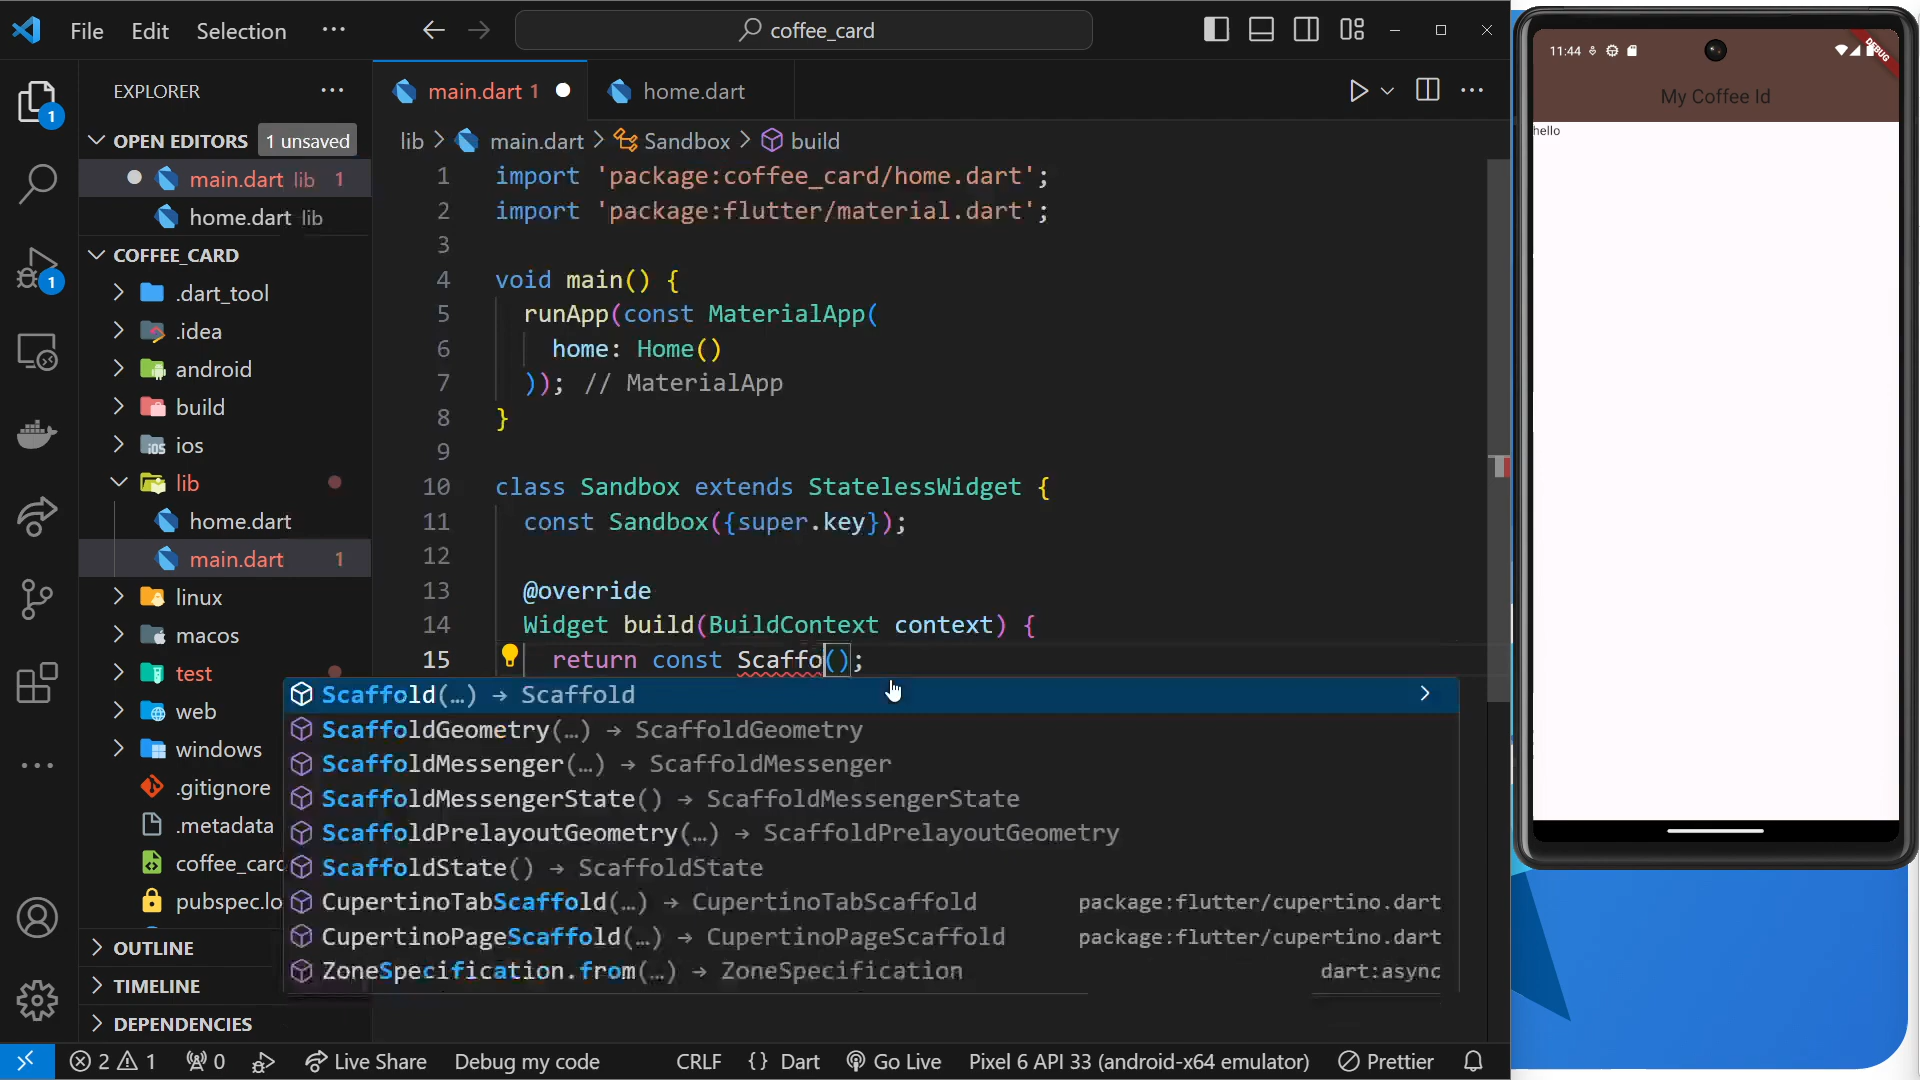 File Edit Selection ···
coffee_card
EXPLORER ···
OPEN EDITORS 1 unsaved
main.dart lib 1
home.dart lib
COFFEE_CARD
.dart_tool
.idea
android
build
ios
lib
home.dart
main.dart 1
linux
macos
test
web
windows
.gitignore
.metadata
coffee_card
pubspec.lo
OUTLINE
TIMELINE
DEPENDENCIES
1
1
main.dart 1
home.dart
lib > main.dart > Sandbox > build
1 import 'package:coffee_card/home.dart';
2 import 'package:flutter/material.dart';
3
4 void main() {
5 runApp(const MaterialApp(
6 home: Home()
7 )); // MaterialApp
8 }
9
10 class Sandbox extends StatelessWidget {
11 const Sandbox({super.key});
12
13 @override
14 Widget build(BuildContext context) {
15 return const Scaffo();
Scaffold(…) → Scaffold
ScaffoldGeometry(…) → ScaffoldGeometry
ScaffoldMessenger(…) → ScaffoldMessenger
ScaffoldMessengerState() → ScaffoldMessengerState
ScaffoldPrelayoutGeometry(…) → ScaffoldPrelayoutGeometry
ScaffoldState() → ScaffoldState
CupertinoTabScaffold(…) → CupertinoTabScaffold package:flutter/cupertino.dart
CupertinoPageScaffold(…) → CupertinoPageScaffold package:flutter/cupertino.dart
ZoneSpecification.from(…) → ZoneSpecification dart:async
2 1 0 Live Share Debug my code CRLF {} Dart Go Live Pixel 6 API 33 (android-x64 emulator) Prettier
11:44
DEBUG
My Coffee Id
hello